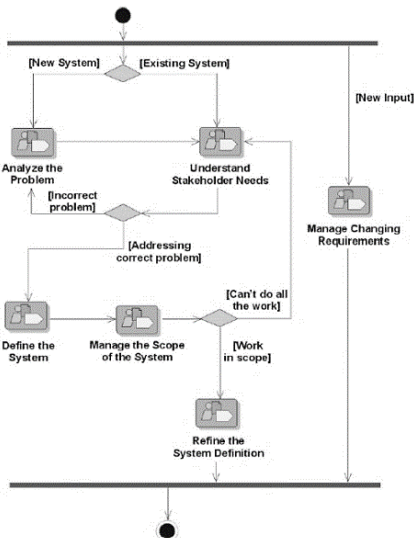 [New System]
[Existing System]
[New Input]
Analyze the
Problem
Understand
Stakeholder Needs
[Incorrect
problem]
Manage Changing
Requirements
[Addressing
correct problem]
[Can't do all
the work]
Define the
System
Manage the Scope
of the System
[Work
in scope]
Refine the
System Definition